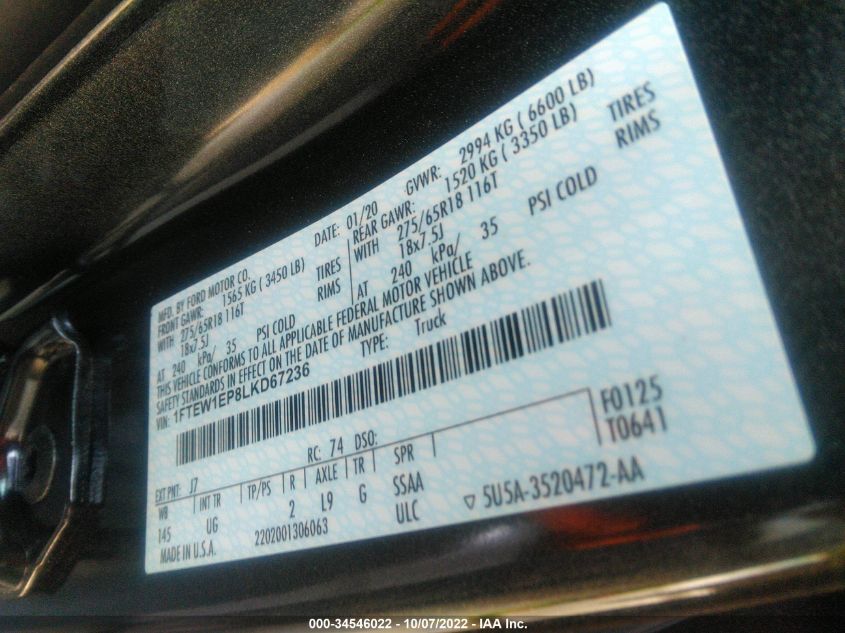 MFD. BY FORD MOTOR CO.
DATE: 01/20 GVWR: 2994 KG ( 6600 LB)
FRONT GAWR: 1565 KG ( 3450 LB) REAR GAWR: 1520 KG ( 3350 LB)
WITH 275/65R18 116T TIRES WITH 275/65R18 116T TIRES
18x7.5J RIMS 18x7.5J RIMS
AT 240 kPa/ 35 PSI COLD AT 240 kPa/ 35 PSI COLD
THIS VEHICLE CONFORMS TO ALL APPLICABLE FEDERAL MOTOR VEHICLE
SAFETY STANDARDS IN EFFECT ON THE DATE OF MANUFACTURE SHOWN ABOVE.
VIN: 1FTEW1EP8LKD67236 TYPE: Truck
F0125
T0641
EXT PNT: J7 RC: 74 DSO:
WB INT TR TP/PS R AXLE TR SPR
145 UG 2 L9 G SSAA
MADE IN U.S.A. 2202001306063 ULC ▽ 5U5A-3520472-AA
000-34546022 - 10/07/2022 - IAA Inc.